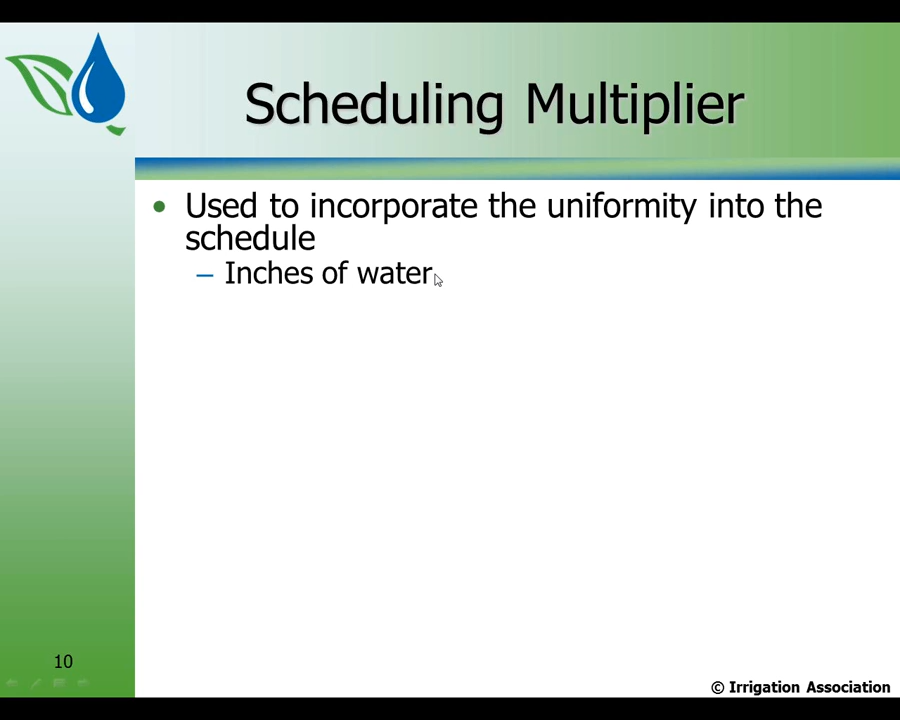 Scheduling Multiplier
• Used to incorporate the uniformity into the
schedule
– Inches of water
10
© Irrigation Association